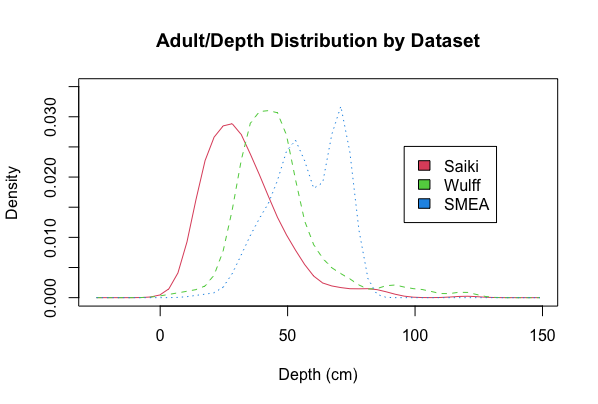 Adult/Depth Distribution by Dataset
Density
0.030
0.020
0.010
0.000
Saiki
Wulff
SMEA
0
50
100
150
Depth (cm)